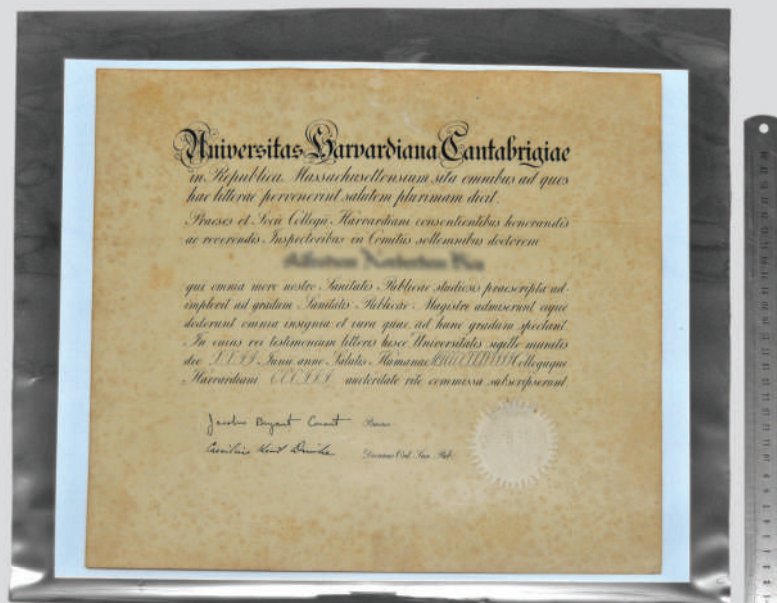 Universitas Harvardiana Cantabrigiae
in Republica Massachusettensium sita omnibus ad quos
hae litterae pervenerint salutem plurimam dicit.
Praeses et Socii Collegii Harvardiani consentientibus honorandis
ac reverendis Inspectoribus in Comitiis sollemnibus doctorem
qui omnia more nostro Sanitatis Publicae studiosis praescripta ad-
implevit ad gradum Sanitatis Publicae Magistri admiserunt eique
dederunt omnia insignia et iura quae ad hunc gradum spectant.
In cuius rei testimonium litteris hisce Universitatis sigillo munitis
die Iunii anno Salutis Humanae Collegiique
Harvardiani CCCIII auctoritate rite commissa subscripserunt
Jacobus Bryant Conant Praeses
Caecilius Kent Drinker Decanus Ord. San. Pub.